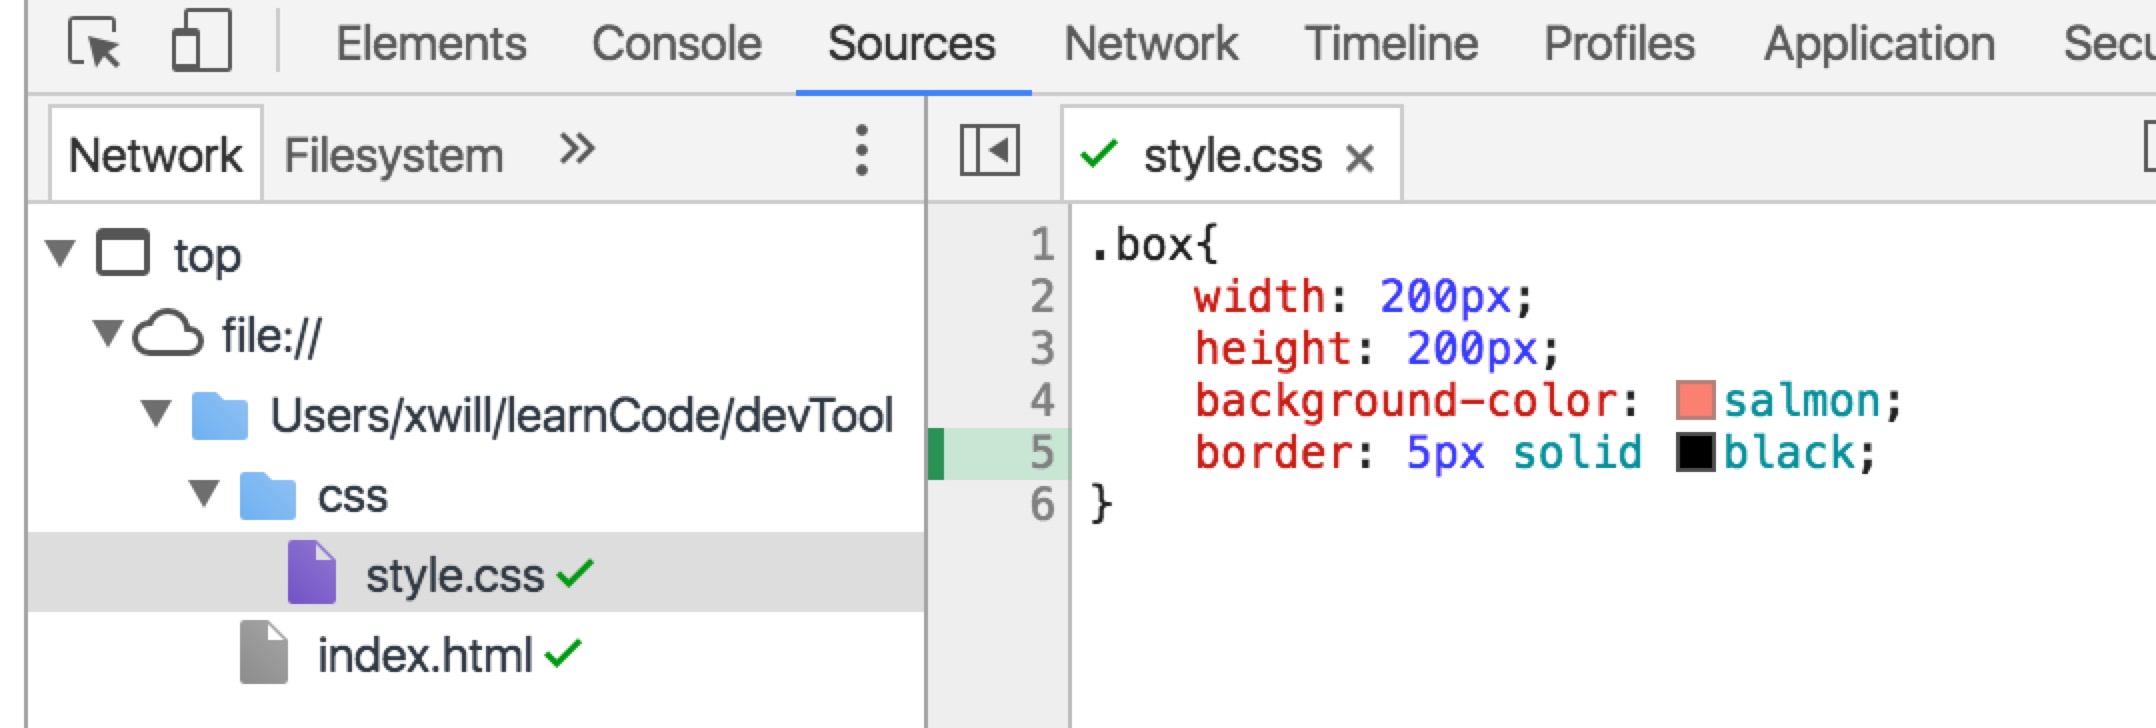 Elements Console Sources Network Timeline Profiles Application
Network Filesystem » style.css ×
top
file://
Users/xwill/learnCode/devTool
css
style.css
index.html
1 .box{
2 width: 200px;
3 height: 200px;
4 background-color: salmon;
5 border: 5px solid black;
6 }